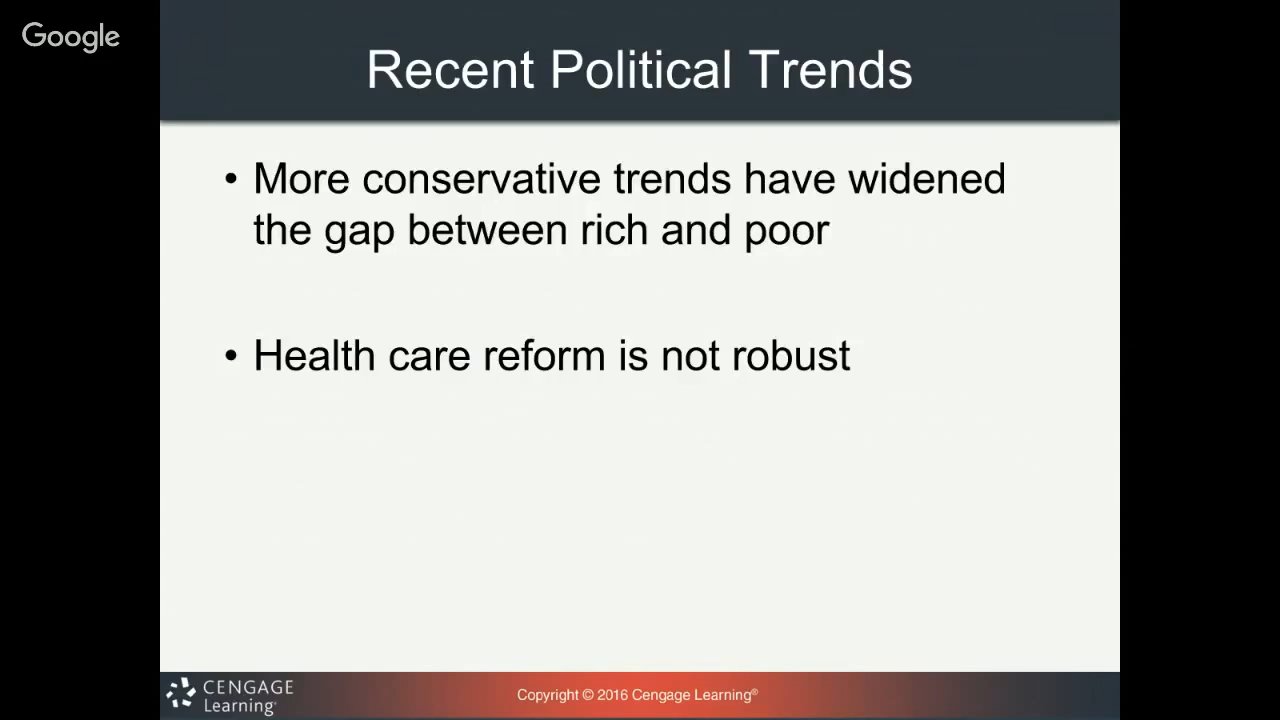 Google
Recent Political Trends
• More conservative trends have widened
the gap between rich and poor
• Health care reform is not robust
CENGAGE
Learning
Copyright © 2016 Cengage Learning®